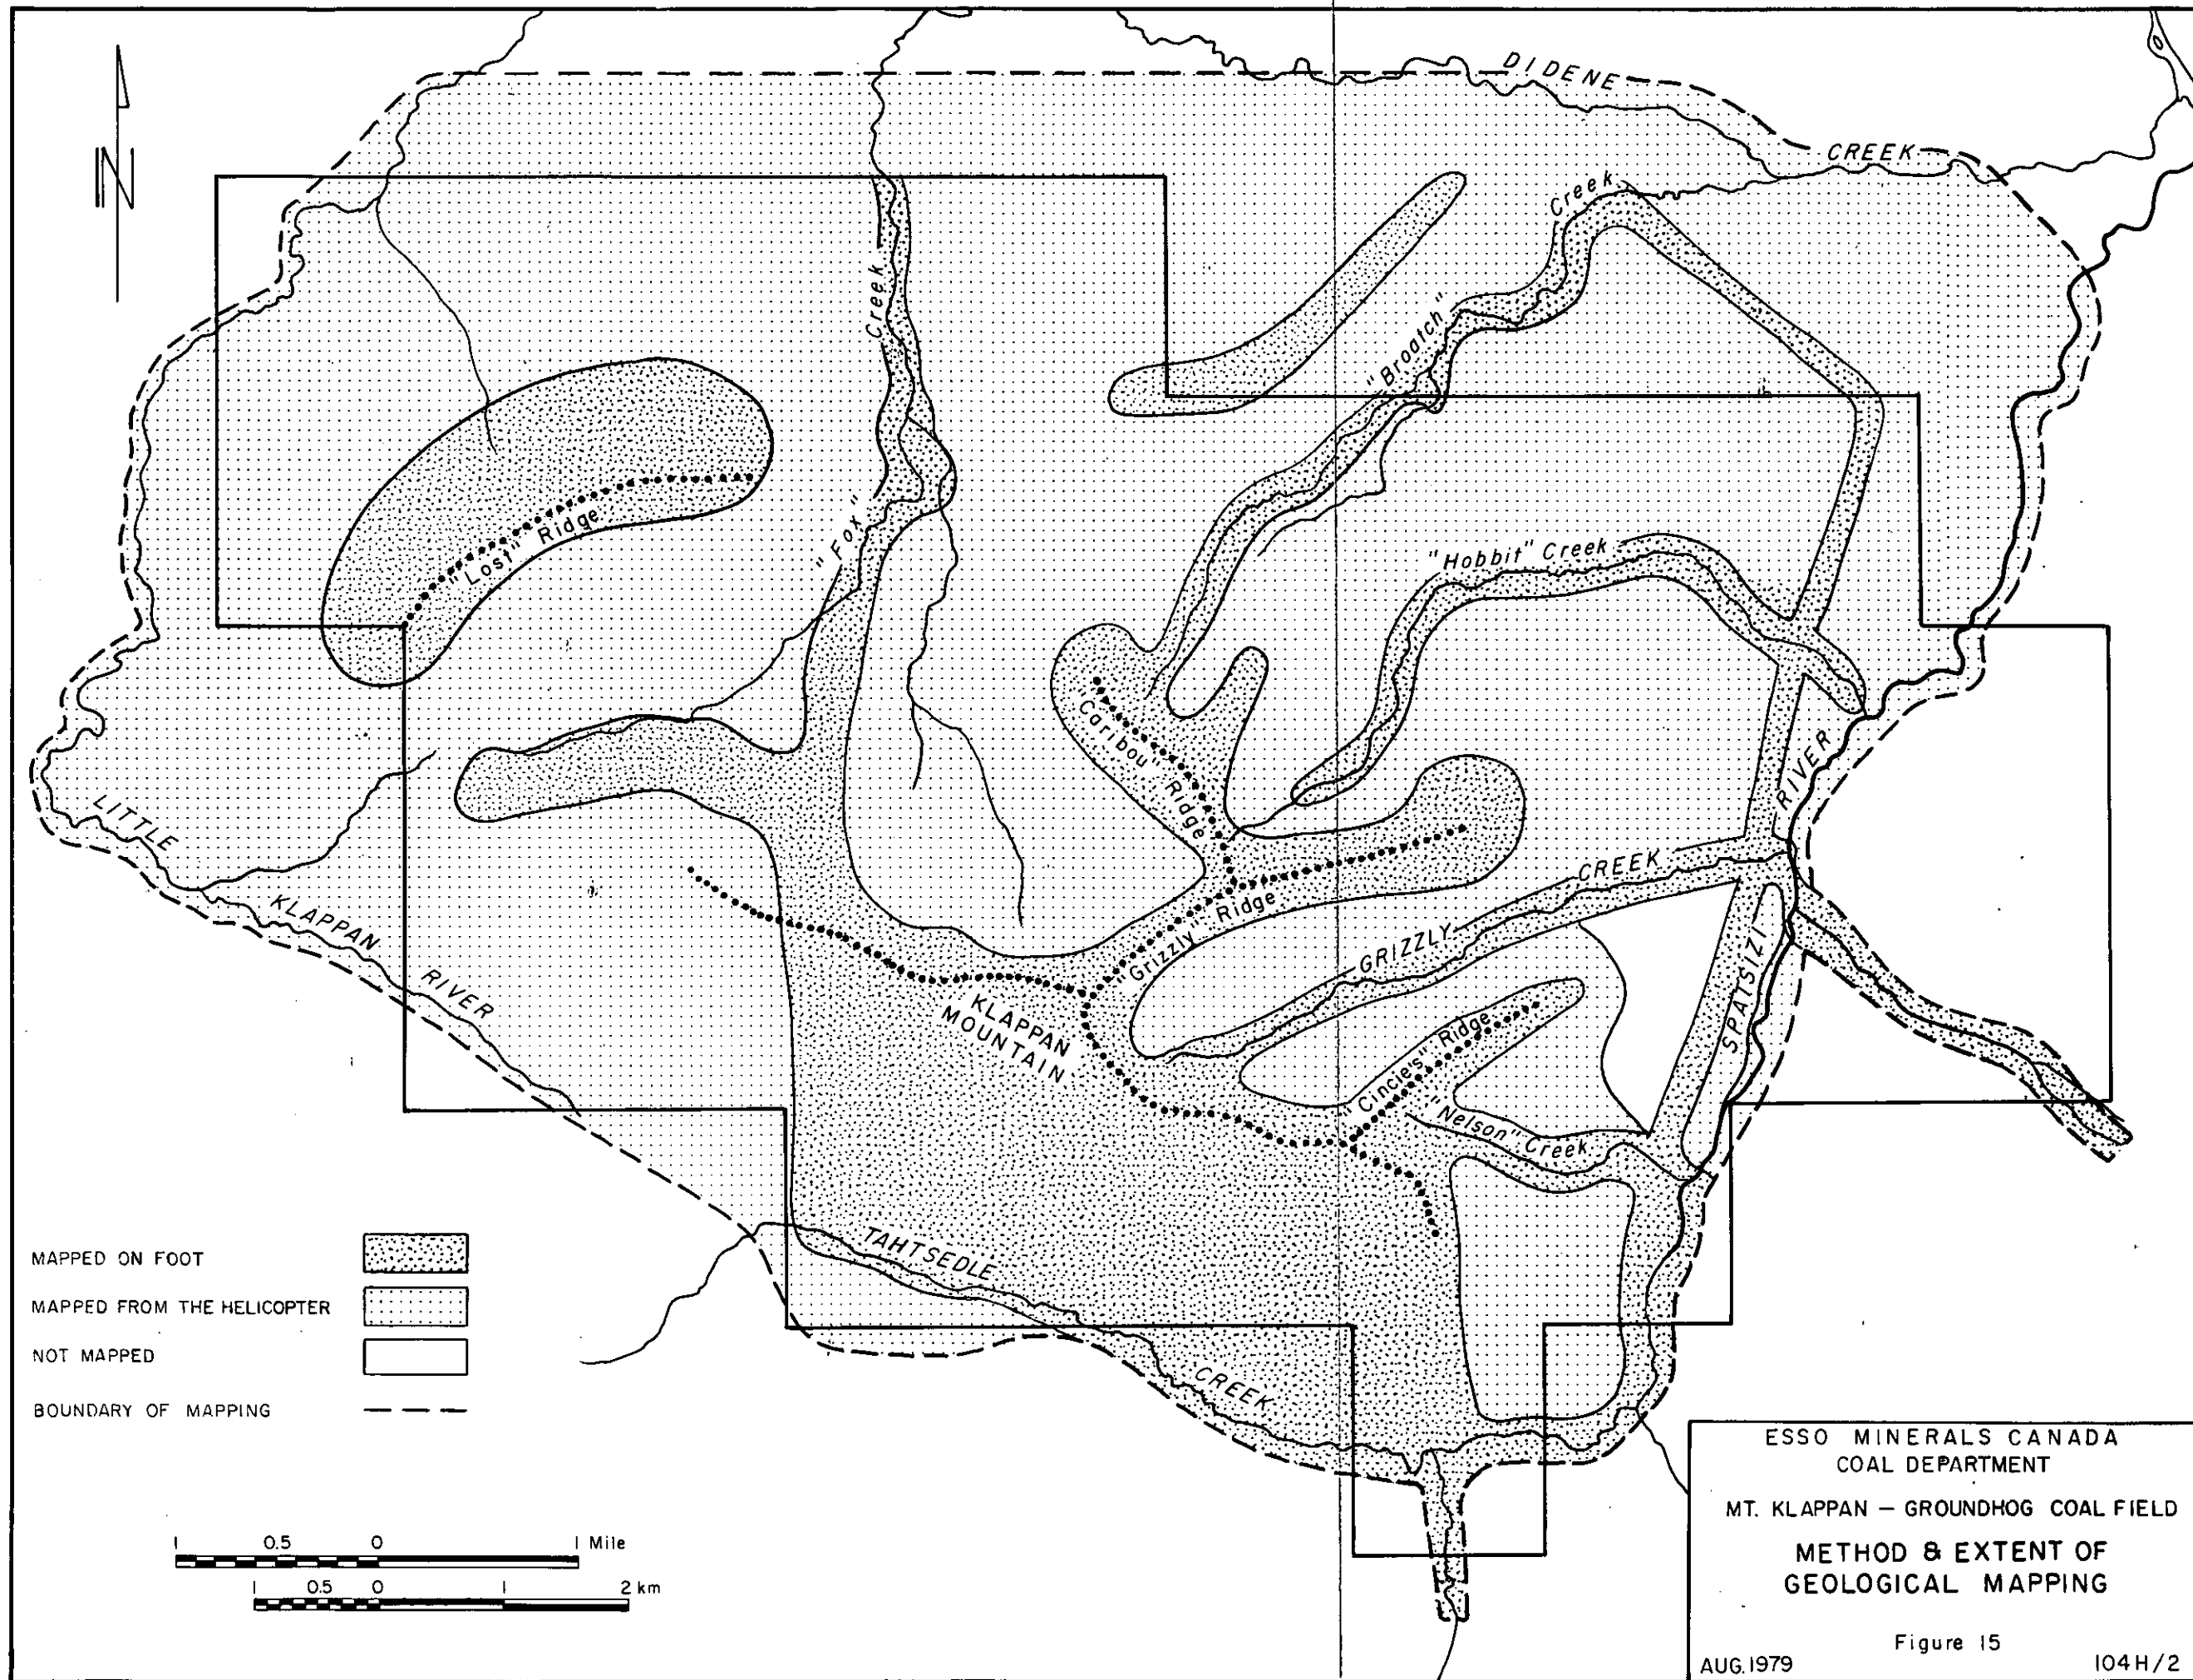 DIDENE
CREEK
N
Creek
"Fox"
"Broatch"
Creek
"Lost" Ridge
"Hobbit" Creek
"Caribou" Ridge
"Grizzly" Ridge
GRIZZLY CREEK
SPATSIZI RIVER
LITTLE
KLAPPAN
RIVER
KLAPPAN
MOUNTAIN
"Cincies" Ridge
"Nelson" Creek
TAHTSEDLE
CREEK
MAPPED ON FOOT
MAPPED FROM THE HELICOPTER
NOT MAPPED
BOUNDARY OF MAPPING
1 0.5 0 1 Mile
1 0.5 0 1 2 km
ESSO MINERALS CANADA
COAL DEPARTMENT
MT. KLAPPAN – GROUNDHOG COAL FIELD
METHOD & EXTENT OF
GEOLOGICAL MAPPING
Figure 15
AUG. 1979 104H/2